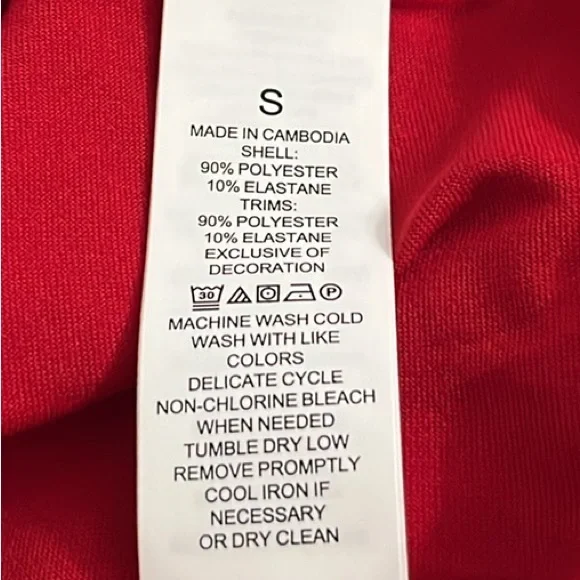 S
MADE IN CAMBODIA
SHELL:
90% POLYESTER
10% ELASTANE
TRIMS:
90% POLYESTER
10% ELASTANE
EXCLUSIVE OF
DECORATION
30 P
MACHINE WASH COLD
WASH WITH LIKE
COLORS
DELICATE CYCLE
NON-CHLORINE BLEACH
WHEN NEEDED
TUMBLE DRY LOW
REMOVE PROMPTLY
COOL IRON IF
NECESSARY
OR DRY CLEAN